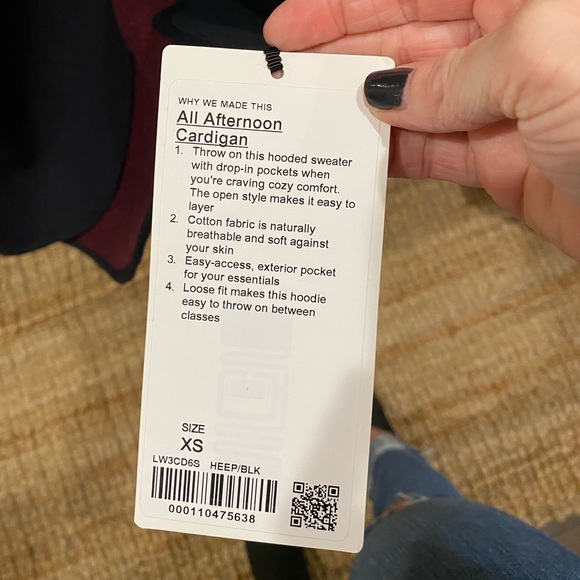 WHY WE MADE THIS
All Afternoon
Cardigan
1. Throw on this hooded sweater
with drop-in pockets when
you're craving cozy comfort.
The open style makes it easy to
layer
2. Cotton fabric is naturally
breathable and soft against
your skin
3. Easy-access, exterior pocket
for your essentials
4. Loose fit makes this hoodie
easy to throw on between
classes
SIZE
XS
LW3CD6S HEEP/BLK
000110475638